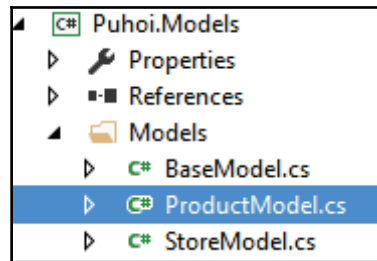 C# Puhoi.Models
Properties
References
Models
C# BaseModel.cs
C# ProductModel.cs
C# StoreModel.cs